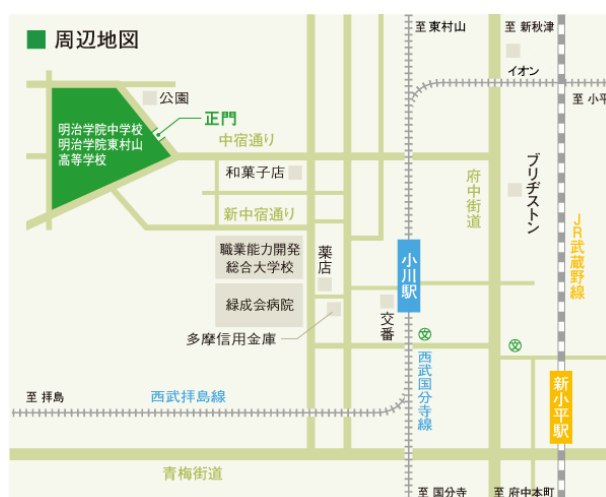 周辺地図
至 東村山
至 新秋津
イオン
至 小平
公園
正門
明治学院中学校
明治学院東村山
高等学校
中宿通り
和菓子店
府中街道
ブリヂストン
新中宿通り
JR武蔵野線
職業能力開発
総合大学校
薬店
小川駅
緑成会病院
交番
多摩信用金庫
文
文
西武国分寺線
新小平駅
至 拝島
西武拝島線
青梅街道
至 国分寺
至 府中本町